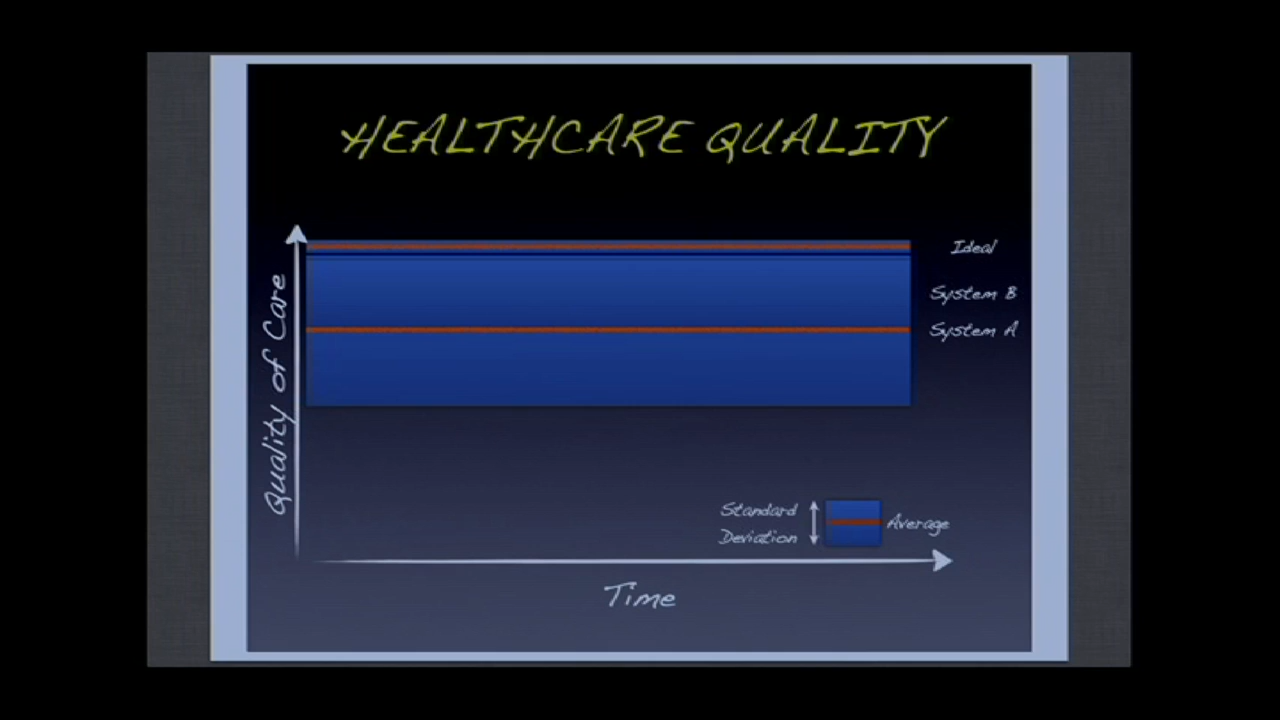 HEALTHCARE QUALITY
Ideal
System B
System A
Quality of Care
Standard
Deviation
Average
Time